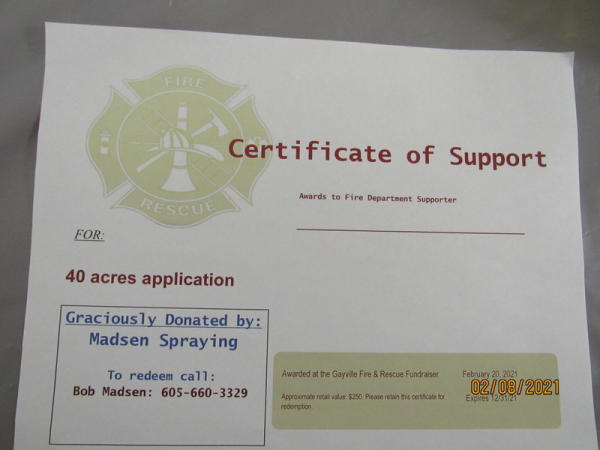 FIRE
RESCUE
Certificate of Support
Awards to Fire Department Supporter
FOR:
40 acres application
Graciously Donated by:
Madsen Spraying
To redeem call:
Bob Madsen: 605-660-3329
Awarded at the Gayville Fire & Rescue Fundraiser
February 20, 2021
Approximate retail value: $250. Please retain this certificate for
redemption.
Expires 12/31/21
02/08/2021